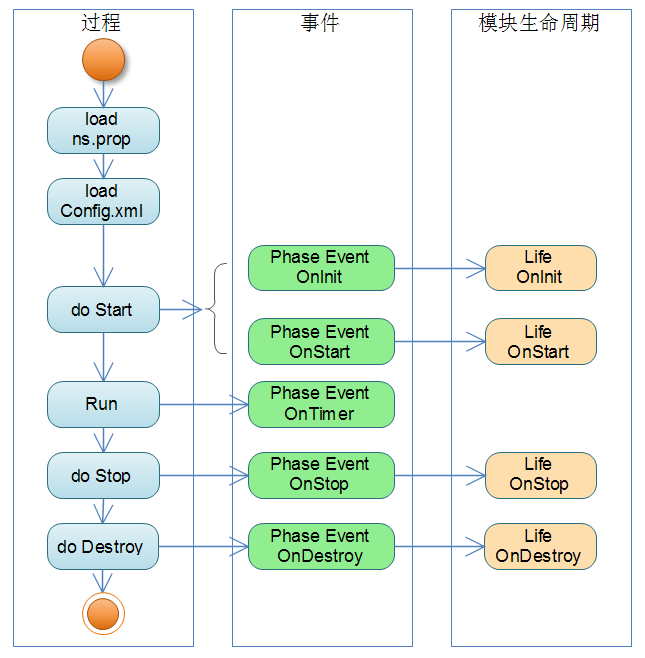 过程
事件
模块生命周期
load
ns.prop
load
Config.xml
Phase Event
OnInit
Life
OnInit
do Start
Phase Event
OnStart
Life
OnStart
Run
Phase Event
OnTimer
do Stop
Phase Event
OnStop
Life
OnStop
do Destroy
Phase Event
OnDestroy
Life
OnDestroy